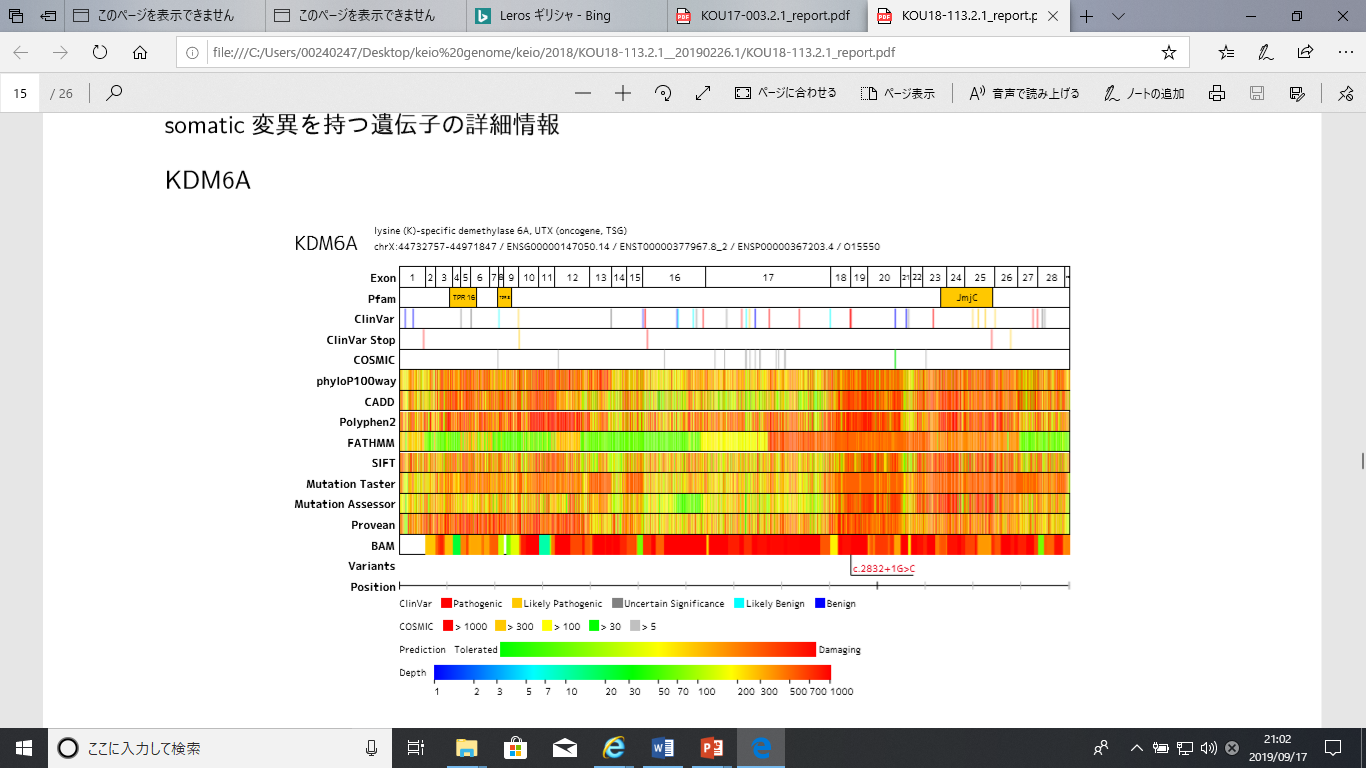 このページを表示できません
このページを表示できません
Leros ギリシャ - Bing
KOU17-003.2.1_report.pdf
KOU18-113.2.1_report.p
file:///C:/Users/00240247/Desktop/keio%20genome/keio/2018/KOU18-113.2.1__20190226.1/KOU18-113.2.1_report.pdf
15 / 26
ページに合わせる
ページ表示
音声で読み上げる
ノートの追加
somatic 変異を持つ遺伝子の詳細情報
KDM6A
KDM6A
lysine (K)-specific demethylase 6A, UTX (oncogene, TSG)
chrX:44732757-44971847 / ENSG00000147050.14 / ENST00000377967.8_2 / ENSP00000367203.4 / O15550
Exon 1 2 3 4 5 6 7 8 9 10 11 12 13 14 15 16 17 18 19 20 21 22 23 24 25 26 27 28
Pfam TPR 16 JmjC
ClinVar
ClinVar Stop
COSMIC
phyloP100way
CADD
Polyphen2
FATHMM
SIFT
Mutation Taster
Mutation Assessor
Provean
BAM
Variants c.2832+1G>C
Position
ClinVar Pathogenic Likely Pathogenic Uncertain Significance Likely Benign Benign
COSMIC > 1000 > 300 > 100 > 30 > 5
Prediction Tolerated Damaging
Depth
1 2 3 5 7 10 20 30 50 70 100 200 300 500 700 1000
ここに入力して検索
21:02
2019/09/17